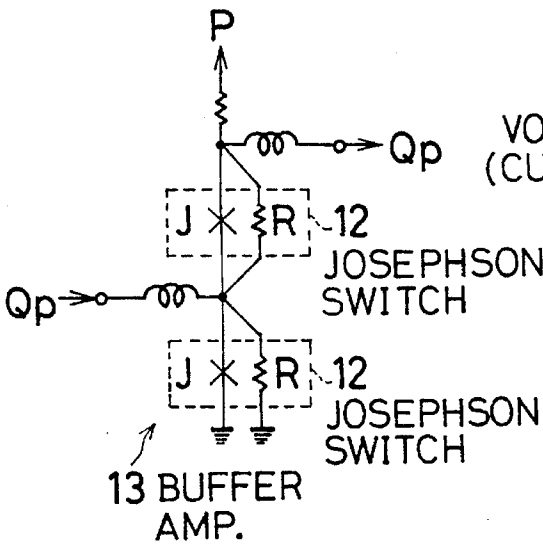 P
Qp
VO
(CU
J
R
12
JOSEPHSON
SWITCH
Qp
J
R
12
JOSEPHSON
SWITCH
13 BUFFER
AMP.